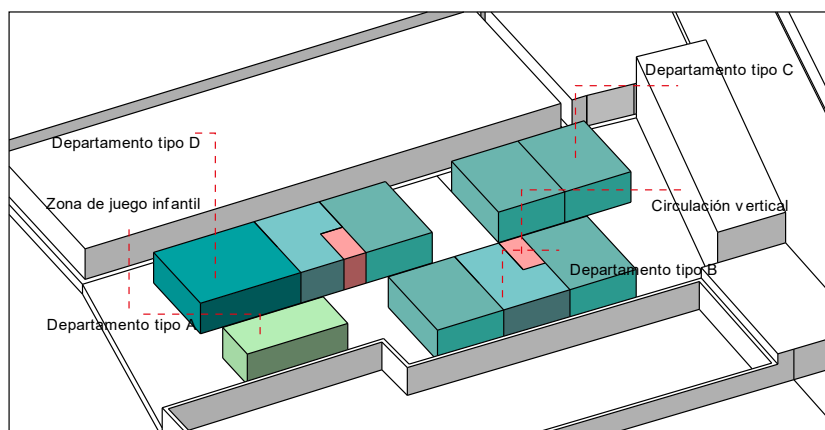 Departamento tipo C
Departamento tipo D
Zona de juego infantil
Circulación vertical
Departamento tipo B
Departamento tipo A